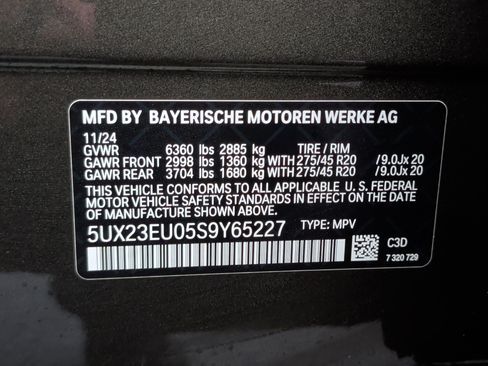 MFD BY BAYERISCHE MOTOREN WERKE AG
11/24
GVWR 6360 lbs 2885 kg TIRE / RIM
GAWR FRONT 2998 lbs 1360 kg WITH 275/45 R20 / 9.0Jx 20
GAWR REAR 3704 lbs 1680 kg WITH 275/45 R20 / 9.0Jx 20
THIS VEHICLE CONFORMS TO ALL APPLICABLE U. S. FEDERAL
MOTOR VEHICLE SAFETY STANDARDS IN EFFECT ON THE
DATE OF MANUFACTURE SHOWN ABOVE.
5UX23EU05S9Y65227 TYPE: MPV
C3D
7 320 729